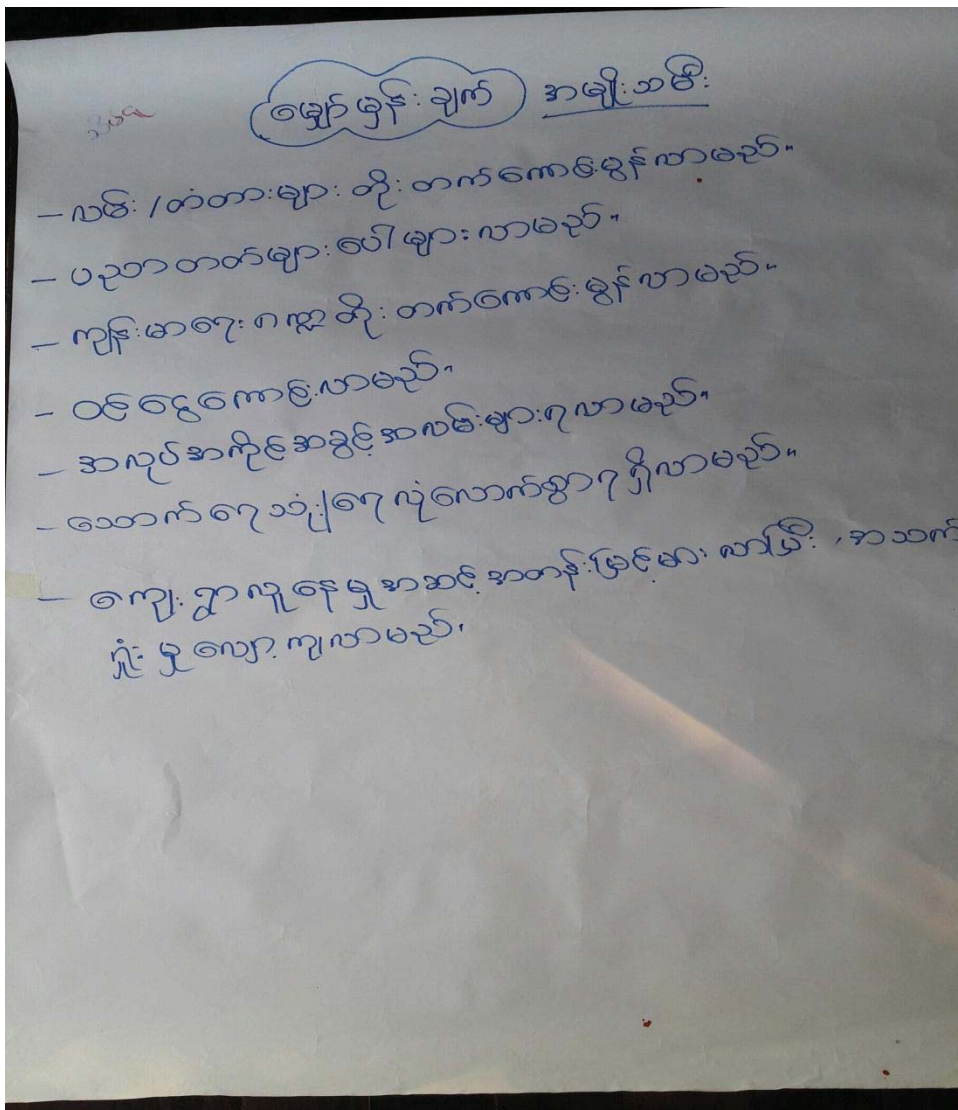 မျှော်မှန်းချက် အမျိုးသမီး
- လမ်း/တံတားများ တိုးတက်ကောင်းမွန်လာမည်။
- ပညာတတ်များပေါများလာမည်။
- ကျန်းမာရေးကဏ္ဍတိုးတက်ကောင်းမွန်လာမည်။
- ဝင်ငွေကောင်းလာမည်။
- အလုပ်အကိုင်အခွင့်အလမ်းများရလာမည်။
- သောက်ရေသုံး/ရေလုံလောက်စွာရရှိလာမည်။
- ကျေးရွာလူနေမှုအဆင့်အတန်းမြင့်မားလာပြီး၊ အသက်
ရှုံးမှုလျော့ကျလာမည်။